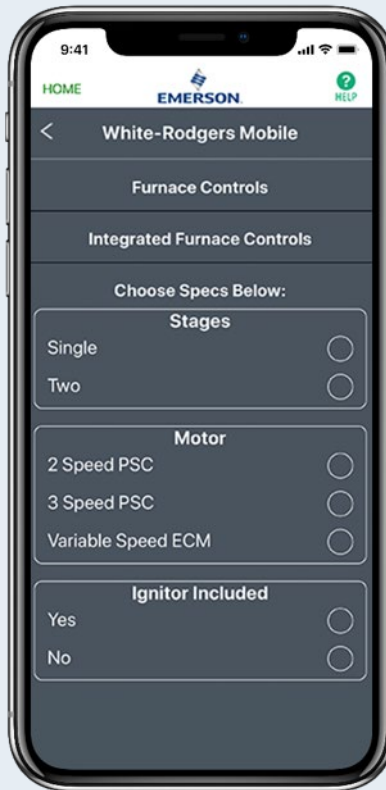 9:41
HOME
EMERSON
HELP
White-Rodgers Mobile
Furnace Controls
Integrated Furnace Controls
Choose Specs Below:
Stages
Single
Two
Motor
2 Speed PSC
3 Speed PSC
Variable Speed ECM
Ignitor Included
Yes
No